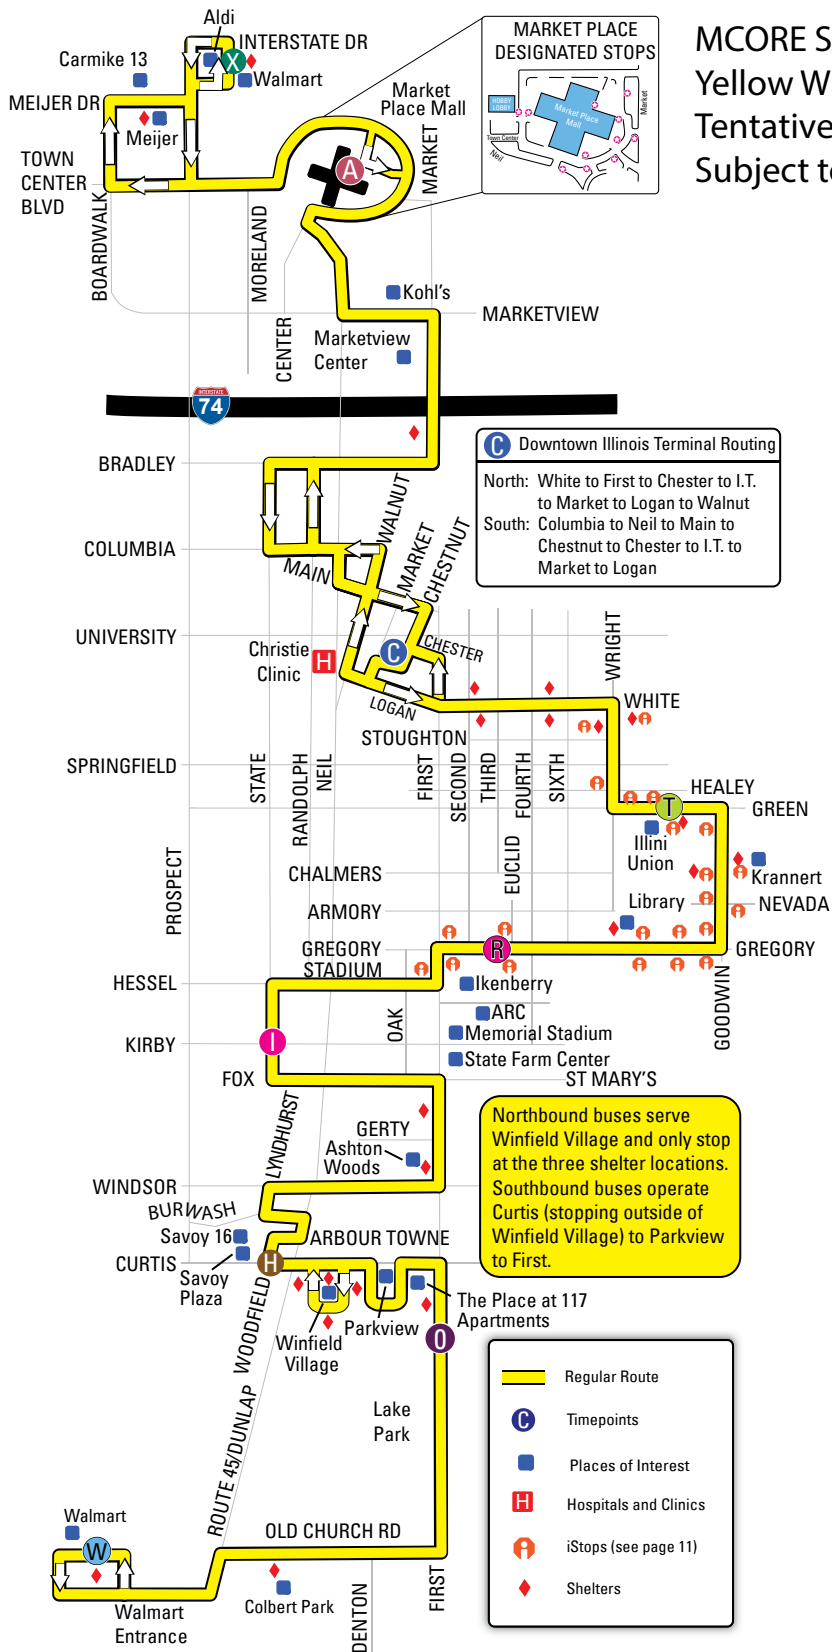 MCORE S
Yellow W
Tentative
Subject to
MARKET PLACE
DESIGNATED STOPS
HOBBY
LOBBY
Market Place
Mall
Market
Town Center
Neil
Aldi
INTERSTATE DR
Carmike 13
X
Walmart
MEIJER DR
Meijer
Market
Place Mall
A
MARKET
TOWN
CENTER
BLVD
BOARDWALK
MORELAND
CENTER
Kohl's
MARKETVIEW
Marketview
Center
INTERSTATE
74
C Downtown Illinois Terminal Routing
North: White to First to Chester to I.T.
to Market to Logan to Walnut
South: Columbia to Neil to Main to
Chestnut to Chester to I.T. to
Market to Logan
BRADLEY
COLUMBIA
WALNUT
MAIN
MARKET
CHESTNUT
UNIVERSITY
Christie
Clinic
H
C
CHESTER
LOGAN
WRIGHT
WHITE
STOUGHTON
SPRINGFIELD
STATE
RANDOLPH
NEIL
FIRST
SECOND
THIRD
FOURTH
SIXTH
HEALEY
T
GREEN
Illini
Union
PROSPECT
CHALMERS
EUCLID
Krannert
Library
NEVADA
ARMORY
GREGORY
STADIUM
R
GREGORY
HESSEL
Ikenberry
GOODWIN
OAK
ARC
Memorial Stadium
KIRBY
I
State Farm Center
FOX
ST MARY'S
LYNDHURST
GERTY
Ashton
Woods
Northbound buses serve
Winfield Village and only stop
at the three shelter locations.
Southbound buses operate
Curtis (stopping outside of
Winfield Village) to Parkview
to First.
WINDSOR
BURWASH
Savoy 16
ARBOUR TOWNE
CURTIS
H
Savoy
Plaza
WOODFIELD
Winfield
Village
Parkview
The Place at 117
Apartments
O
Lake
Park
ROUTE 45/DUNLAP
OLD CHURCH RD
Walmart
W
Walmart
Entrance
Colbert Park
DENTON
FIRST
Regular Route
C Timepoints
Places of Interest
H Hospitals and Clinics
iStops (see page 11)
Shelters